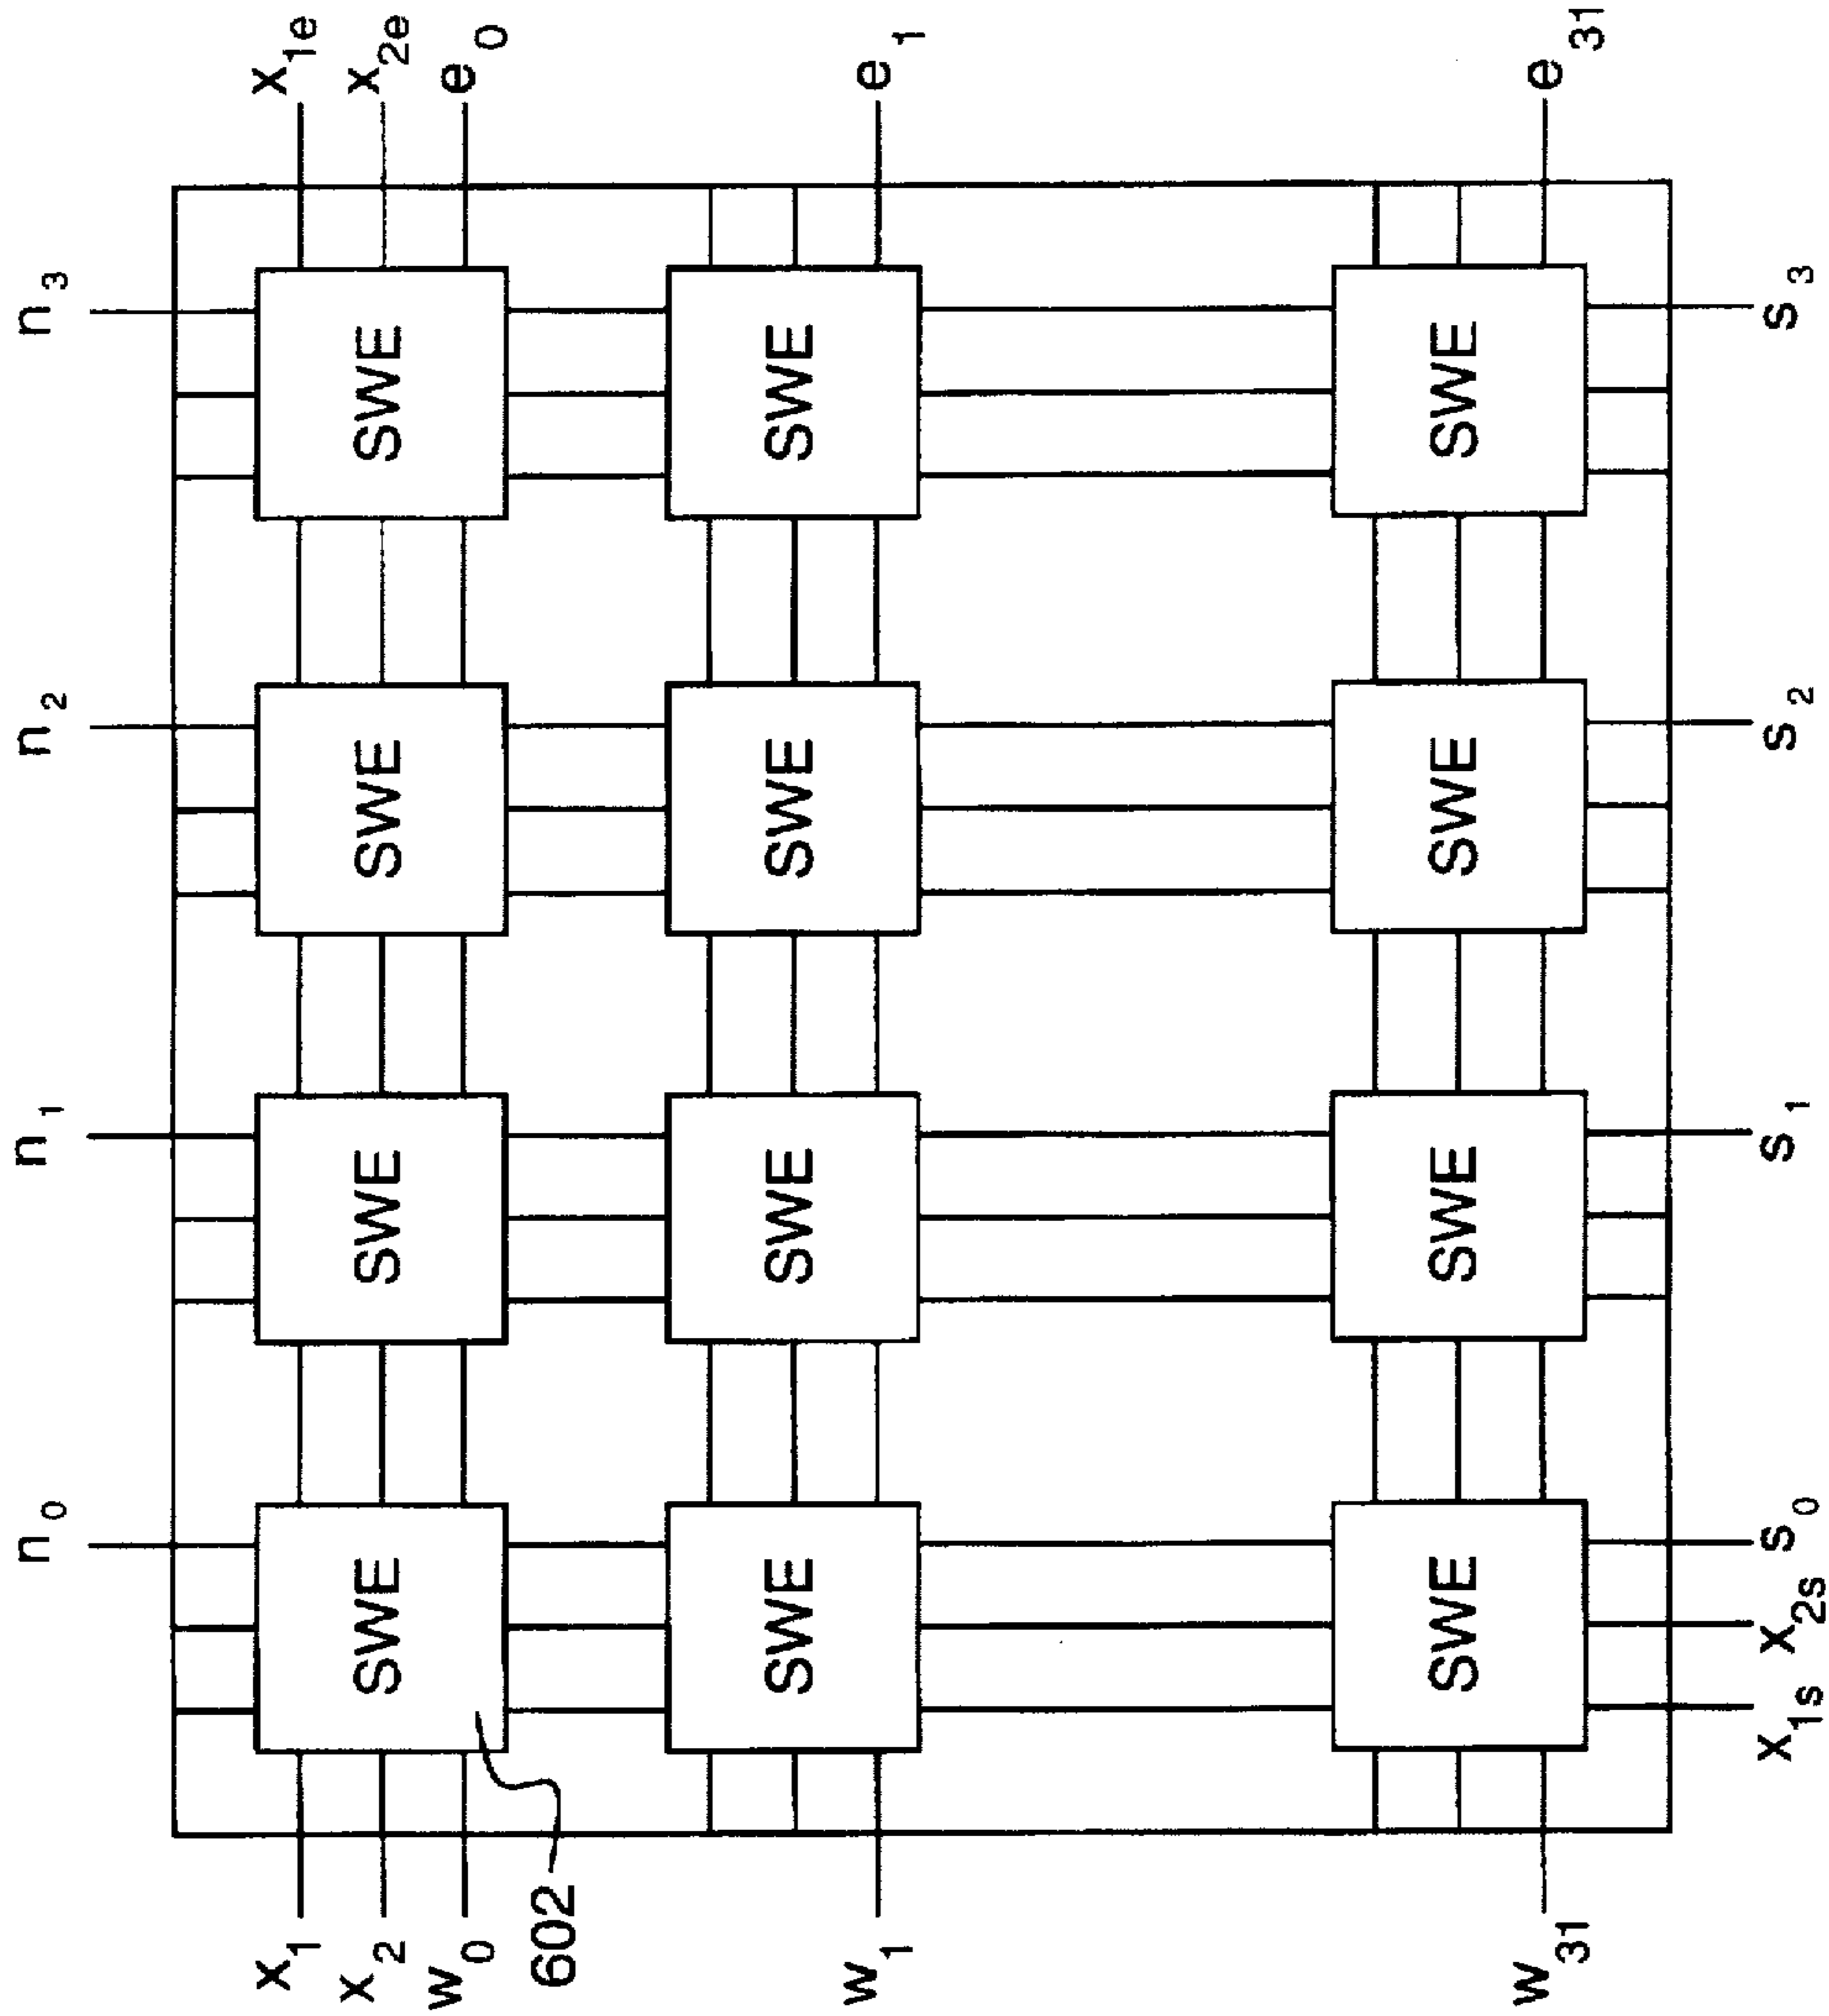 n0 n1 n2 n3
x1 SWE SWE SWE SWE x1e
x2 x2e
w0 e0
602
w1 SWE SWE SWE SWE e1
w31 SWE SWE SWE SWE e31
x1s x2s s0 s1 s2 s3